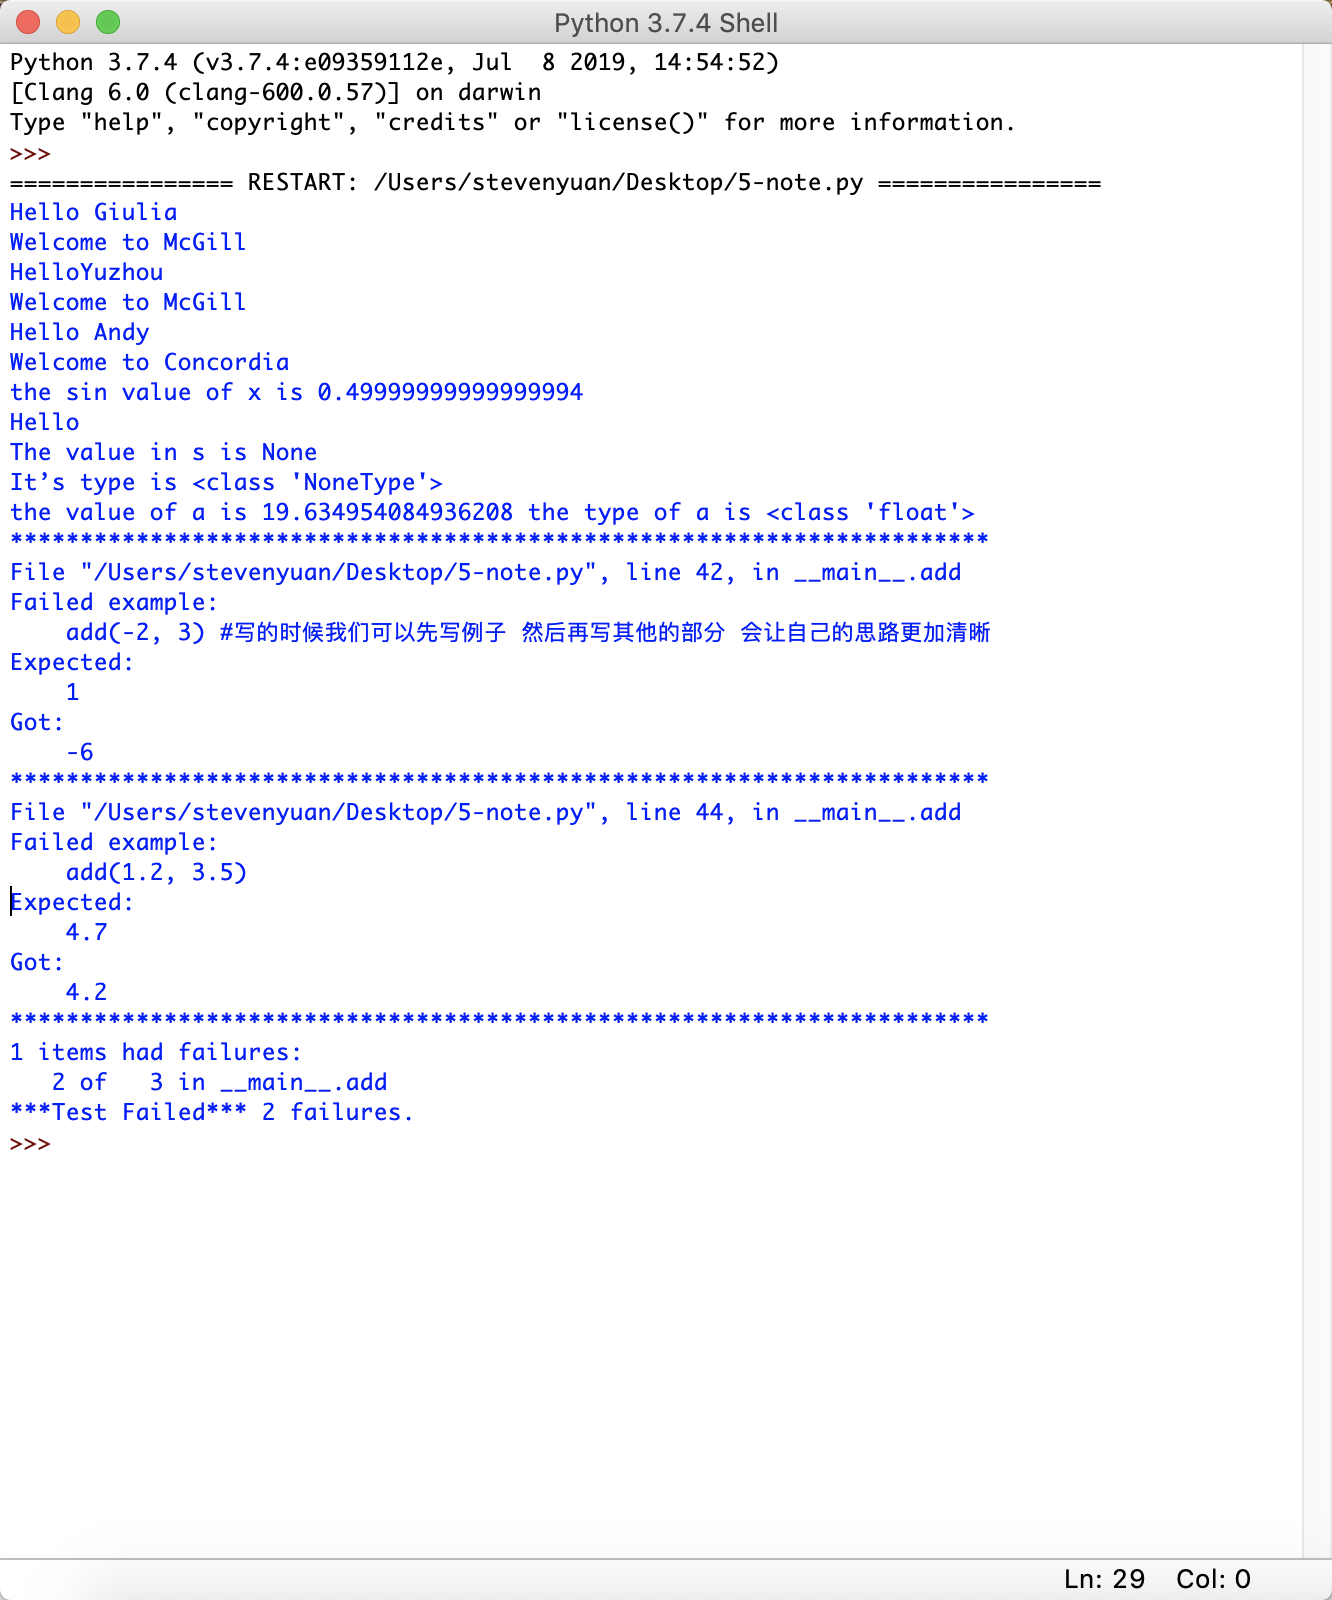 Python 3.7.4 Shell
Python 3.7.4 (v3.7.4:e09359112e, Jul  8 2019, 14:54:52)
[Clang 6.0 (clang-600.0.57)] on darwin
Type "help", "copyright", "credits" or "license()" for more information.
>>>
================ RESTART: /Users/stevenyuan/Desktop/5-note.py ================
Hello Giulia
Welcome to McGill
HelloYuzhou
Welcome to McGill
Hello Andy
Welcome to Concordia
the sin value of x is 0.49999999999999994
Hello
The value in s is None
It’s type is <class 'NoneType'>
the value of a is 19.634954084936208 the type of a is <class 'float'>
**********************************************************************
File "/Users/stevenyuan/Desktop/5-note.py", line 42, in __main__.add
Failed example:
    add(-2, 3) #写的时候我们可以先写例子 然后再写其他的部分 会让自己的思路更加清晰
Expected:
    1
Got:
    -6
**********************************************************************
File "/Users/stevenyuan/Desktop/5-note.py", line 44, in __main__.add
Failed example:
    add(1.2, 3.5)
Expected:
    4.7
Got:
    4.2
**********************************************************************
1 items had failures:
   2 of   3 in __main__.add
***Test Failed*** 2 failures.
>>>
Ln: 29  Col: 0